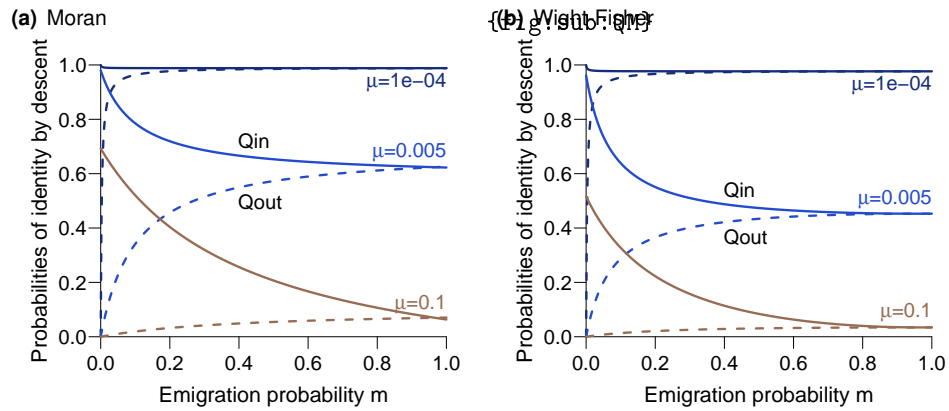 (a) Moran
Probabilities of identity by descent
1.0
0.8
0.6
0.4
0.2
0.0
μ=1e−04
Qin
μ=0.005
Qout
μ=0.1
0.0 0.2 0.4 0.6 0.8 1.0
Emigration probability m
(b) Wight-Fisher
{Fig:sub:QM}
Probabilities of identity by descent
1.0
0.8
0.6
0.4
0.2
0.0
μ=1e−04
Qin
μ=0.005
Qout
μ=0.1
0.0 0.2 0.4 0.6 0.8 1.0
Emigration probability m